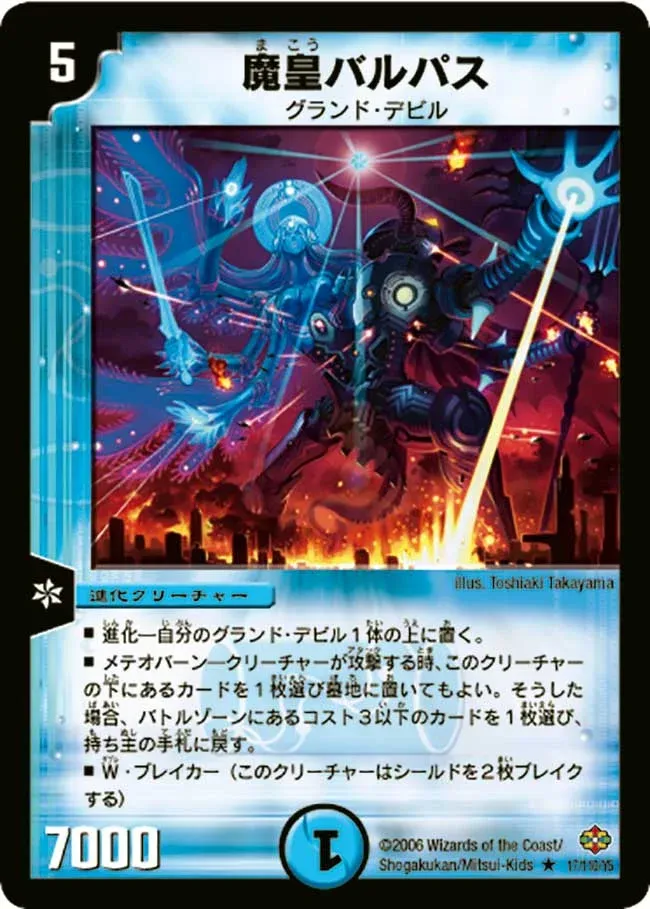 5
魔皇バルパス
まこう
グランド・デビル
illus. Toshiaki Takayama
進化クリーチャー
■ 進化―自分のグランド・デビル1体の上に置く。
■ メテオバーン―クリーチャーが攻撃する時、このクリーチャー
の下にあるカードを1枚選び墓地に置いてもよい。そうした
場合、バトルゾーンにあるコスト3以下のカードを1枚選び、
持ち主の手札に戻す。
■ W・ブレイカー(このクリーチャーはシールドを2枚ブレイク
する)
7000
1
©2006 Wizards of the Coast/
Shogakukan/Mitsui-Kids ★ 17/110/Y5